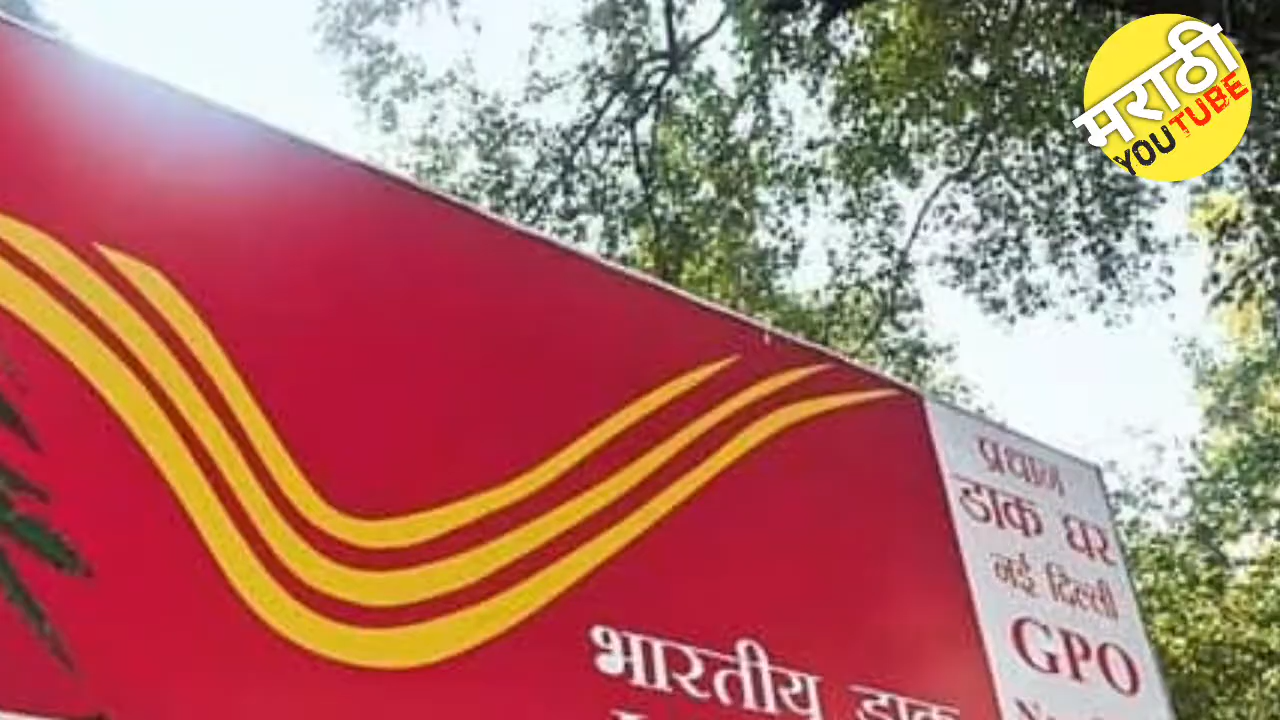 मराठी
YOUTUBE
प्रधान
डाक घर
नई दिल्ली
GPO
भारतीय डाक